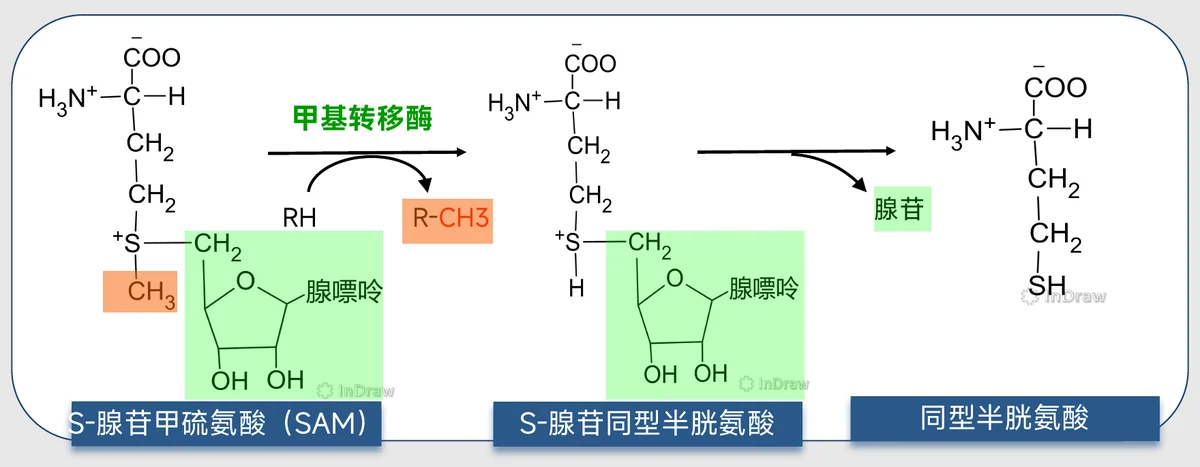 −
COO
H3N+ C H
CH2
CH2
+S CH2
CH3
O
腺嘌呤
OH OH
InDraw
S-腺苷甲硫氨酸（SAM）
甲基转移酶
RH
R-CH3
−
COO
H3N+ C H
CH2
CH2
+S CH2
H
O
腺嘌呤
OH OH
InDraw
S-腺苷同型半胱氨酸
腺苷
−
COO
H3N+ C H
CH2
CH2
SH
InDraw
同型半胱氨酸